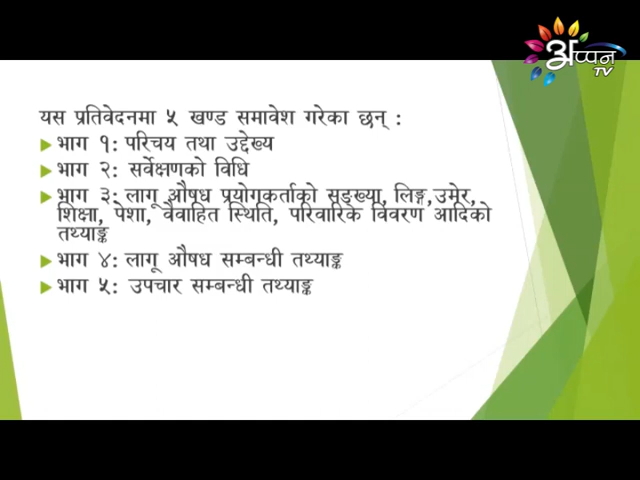 अप्पन
TV
यस प्रतिवेदनमा ५ खण्ड समावेश गरेका छन् :
भाग १: परिचय तथा उद्देख्य
भाग २: सर्वेक्षणको विधि
भाग ३: लागू औषध प्रयोगकर्ताको सङ्ख्या, लिङ्ग,उमेर,
शिक्षा, पेशा, वैवाहित स्थिति, परिवारिक विवरण आदिको
तथ्याङ्क
भाग ४: लागू औषध सम्बन्धी तथ्याङ्क
भाग ५: उपचार सम्बन्धी तथ्याङ्क